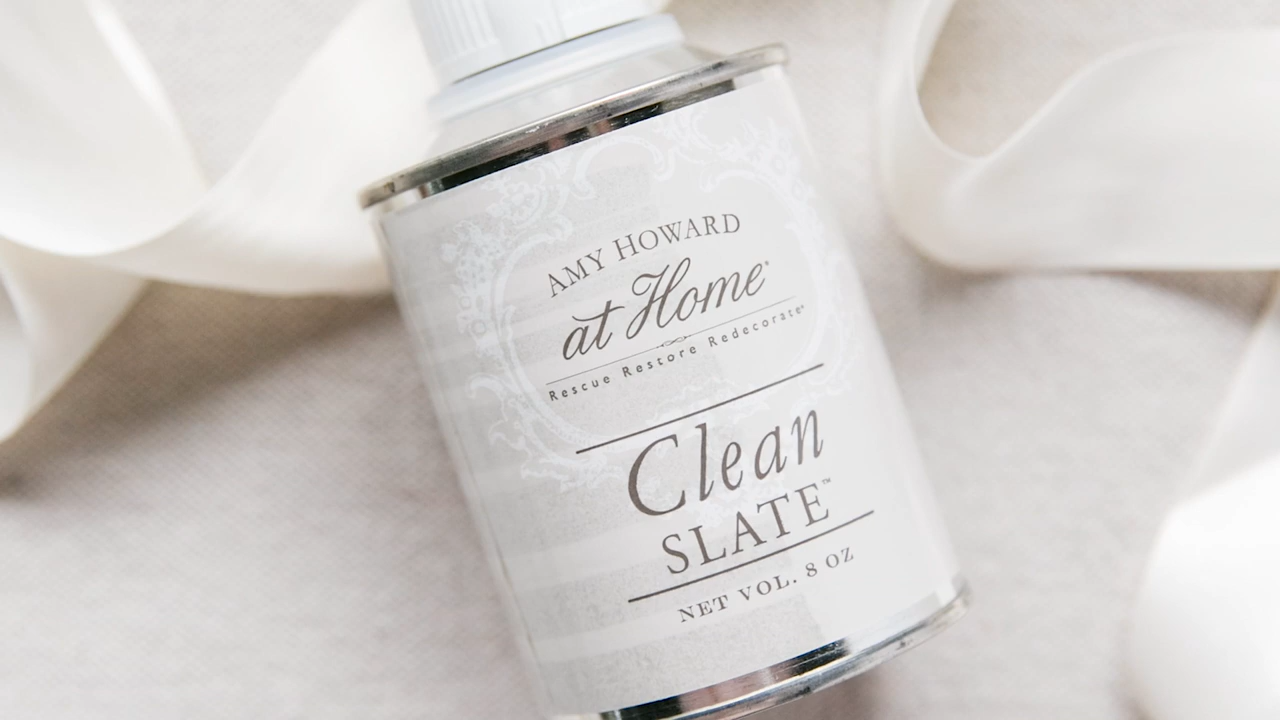 AMY HOWARD
at Home®
Rescue Restore Redecorate®
Clean
SLATE™
NET VOL. 8 OZ